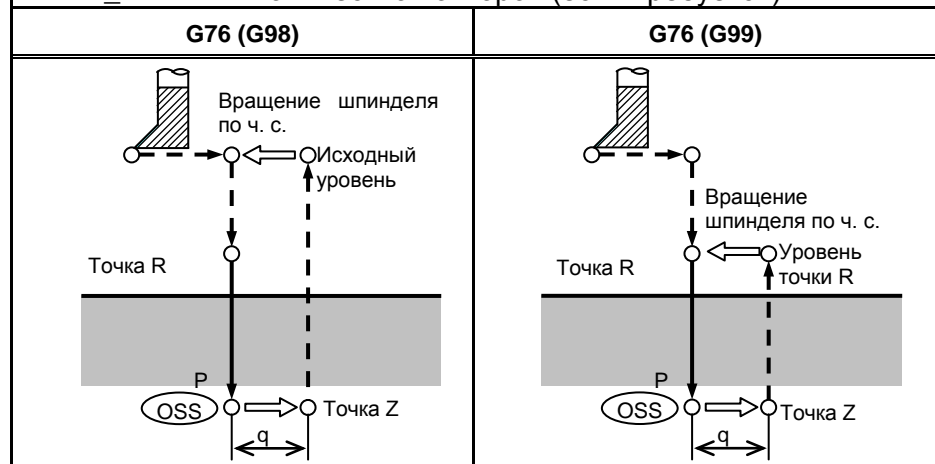 G76 (G98)
G76 (G99)
Вращение шпинделя
по ч. с.
Исходный
уровень
Точка R
P
OSS
Точка Z
q
Вращение
шпинделя по ч. с.
Уровень
точки R
Точка R
P
OSS
Точка Z
q